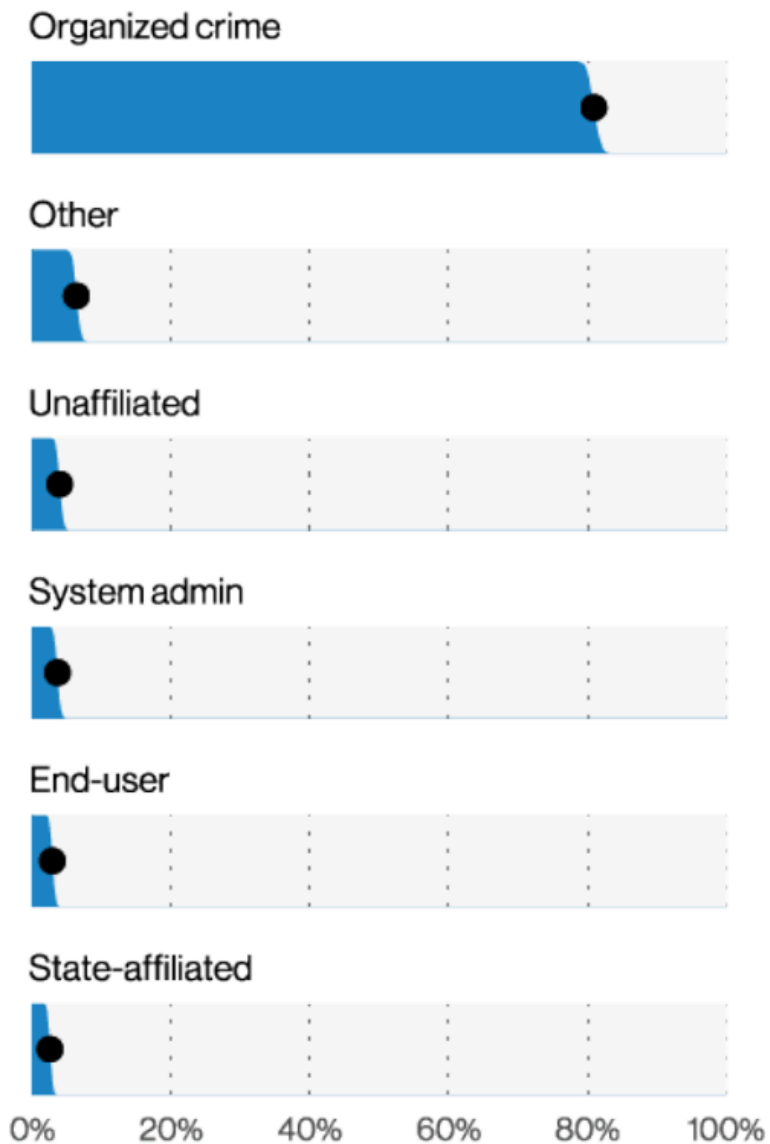 Organized crime
Other
Unaffiliated
System admin
End-user
State-affiliated
0% 20% 40% 60% 80% 100%